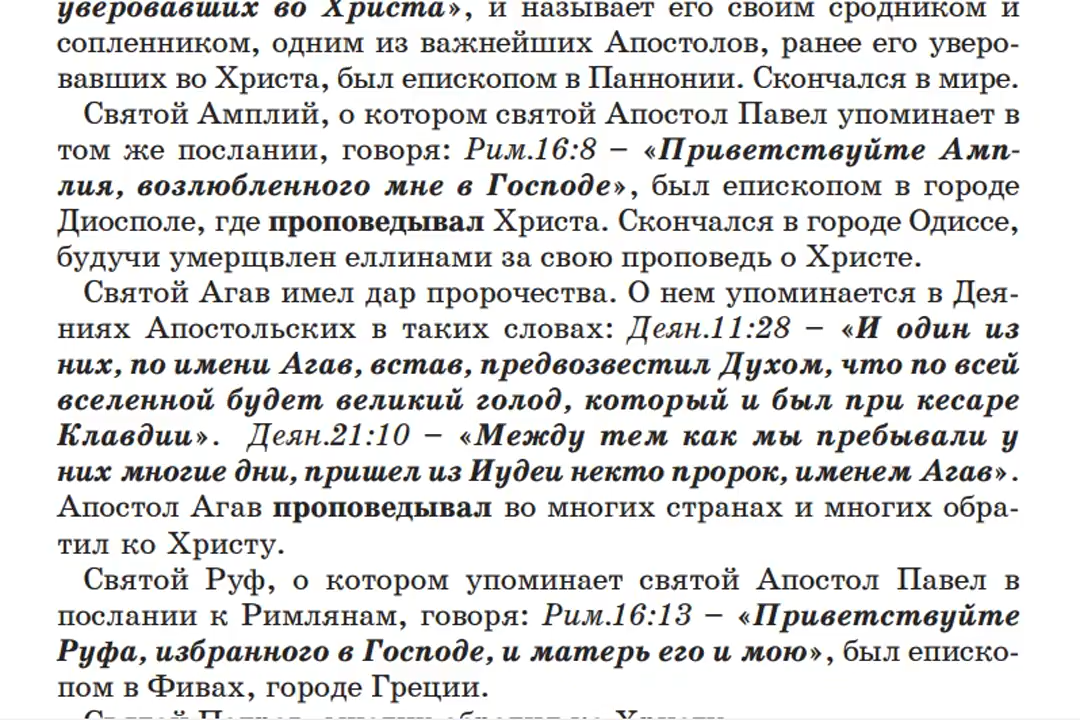 уверовавших во Христа», и называет его своим сродником и
сопленником, одним из важнейших Апостолов, ранее его уверо-
вавших во Христа, был епископом в Паннонии. Скончался в мире.
Святой Амплий, о котором святой Апостол Павел упоминает в
том же послании, говоря: Рим.16:8 – «Приветствуйте Амп-
лия, возлюбленного мне в Господе», был епископом в городе
Диосполе, где проповедывал Христа. Скончался в городе Одиссе,
будучи умерщвлен еллинами за свою проповедь о Христе.
Святой Агав имел дар пророчества. О нем упоминается в Дея-
ниях Апостольских в таких словах: Деян.11:28 – «И один из
них, по имени Агав, встав, предвозвестил Духом, что по всей
вселенной будет великий голод, который и был при кесаре
Клавдии». Деян.21:10 – «Между тем как мы пребывали у
них многие дни, пришел из Иудеи некто пророк, именем Агав».
Апостол Агав проповедывал во многих странах и многих обра-
тил ко Христу.
Святой Руф, о котором упоминает святой Апостол Павел в
послании к Римлянам, говоря: Рим.16:13 – «Приветствуйте
Руфа, избранного в Господе, и матерь его и мою», был еписко-
пом в Фивах, городе Греции.